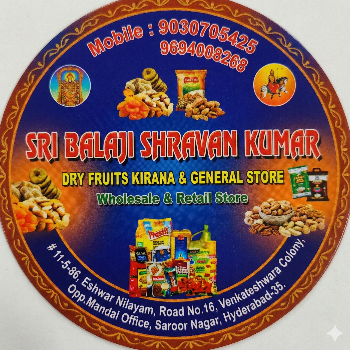 Mobile : 9030705425
9694008268
SRI BALAJI SHRAVAN KUMAR
DRY FRUITS KIRANA & GENERAL STORE
Wholesale & Retail Store
# 11-5-86, Eshwar Nilayam, Road No.16, Venkateshwara Colony,
Opp.Mandal Office, Saroor Nagar, Hyderabad-35.